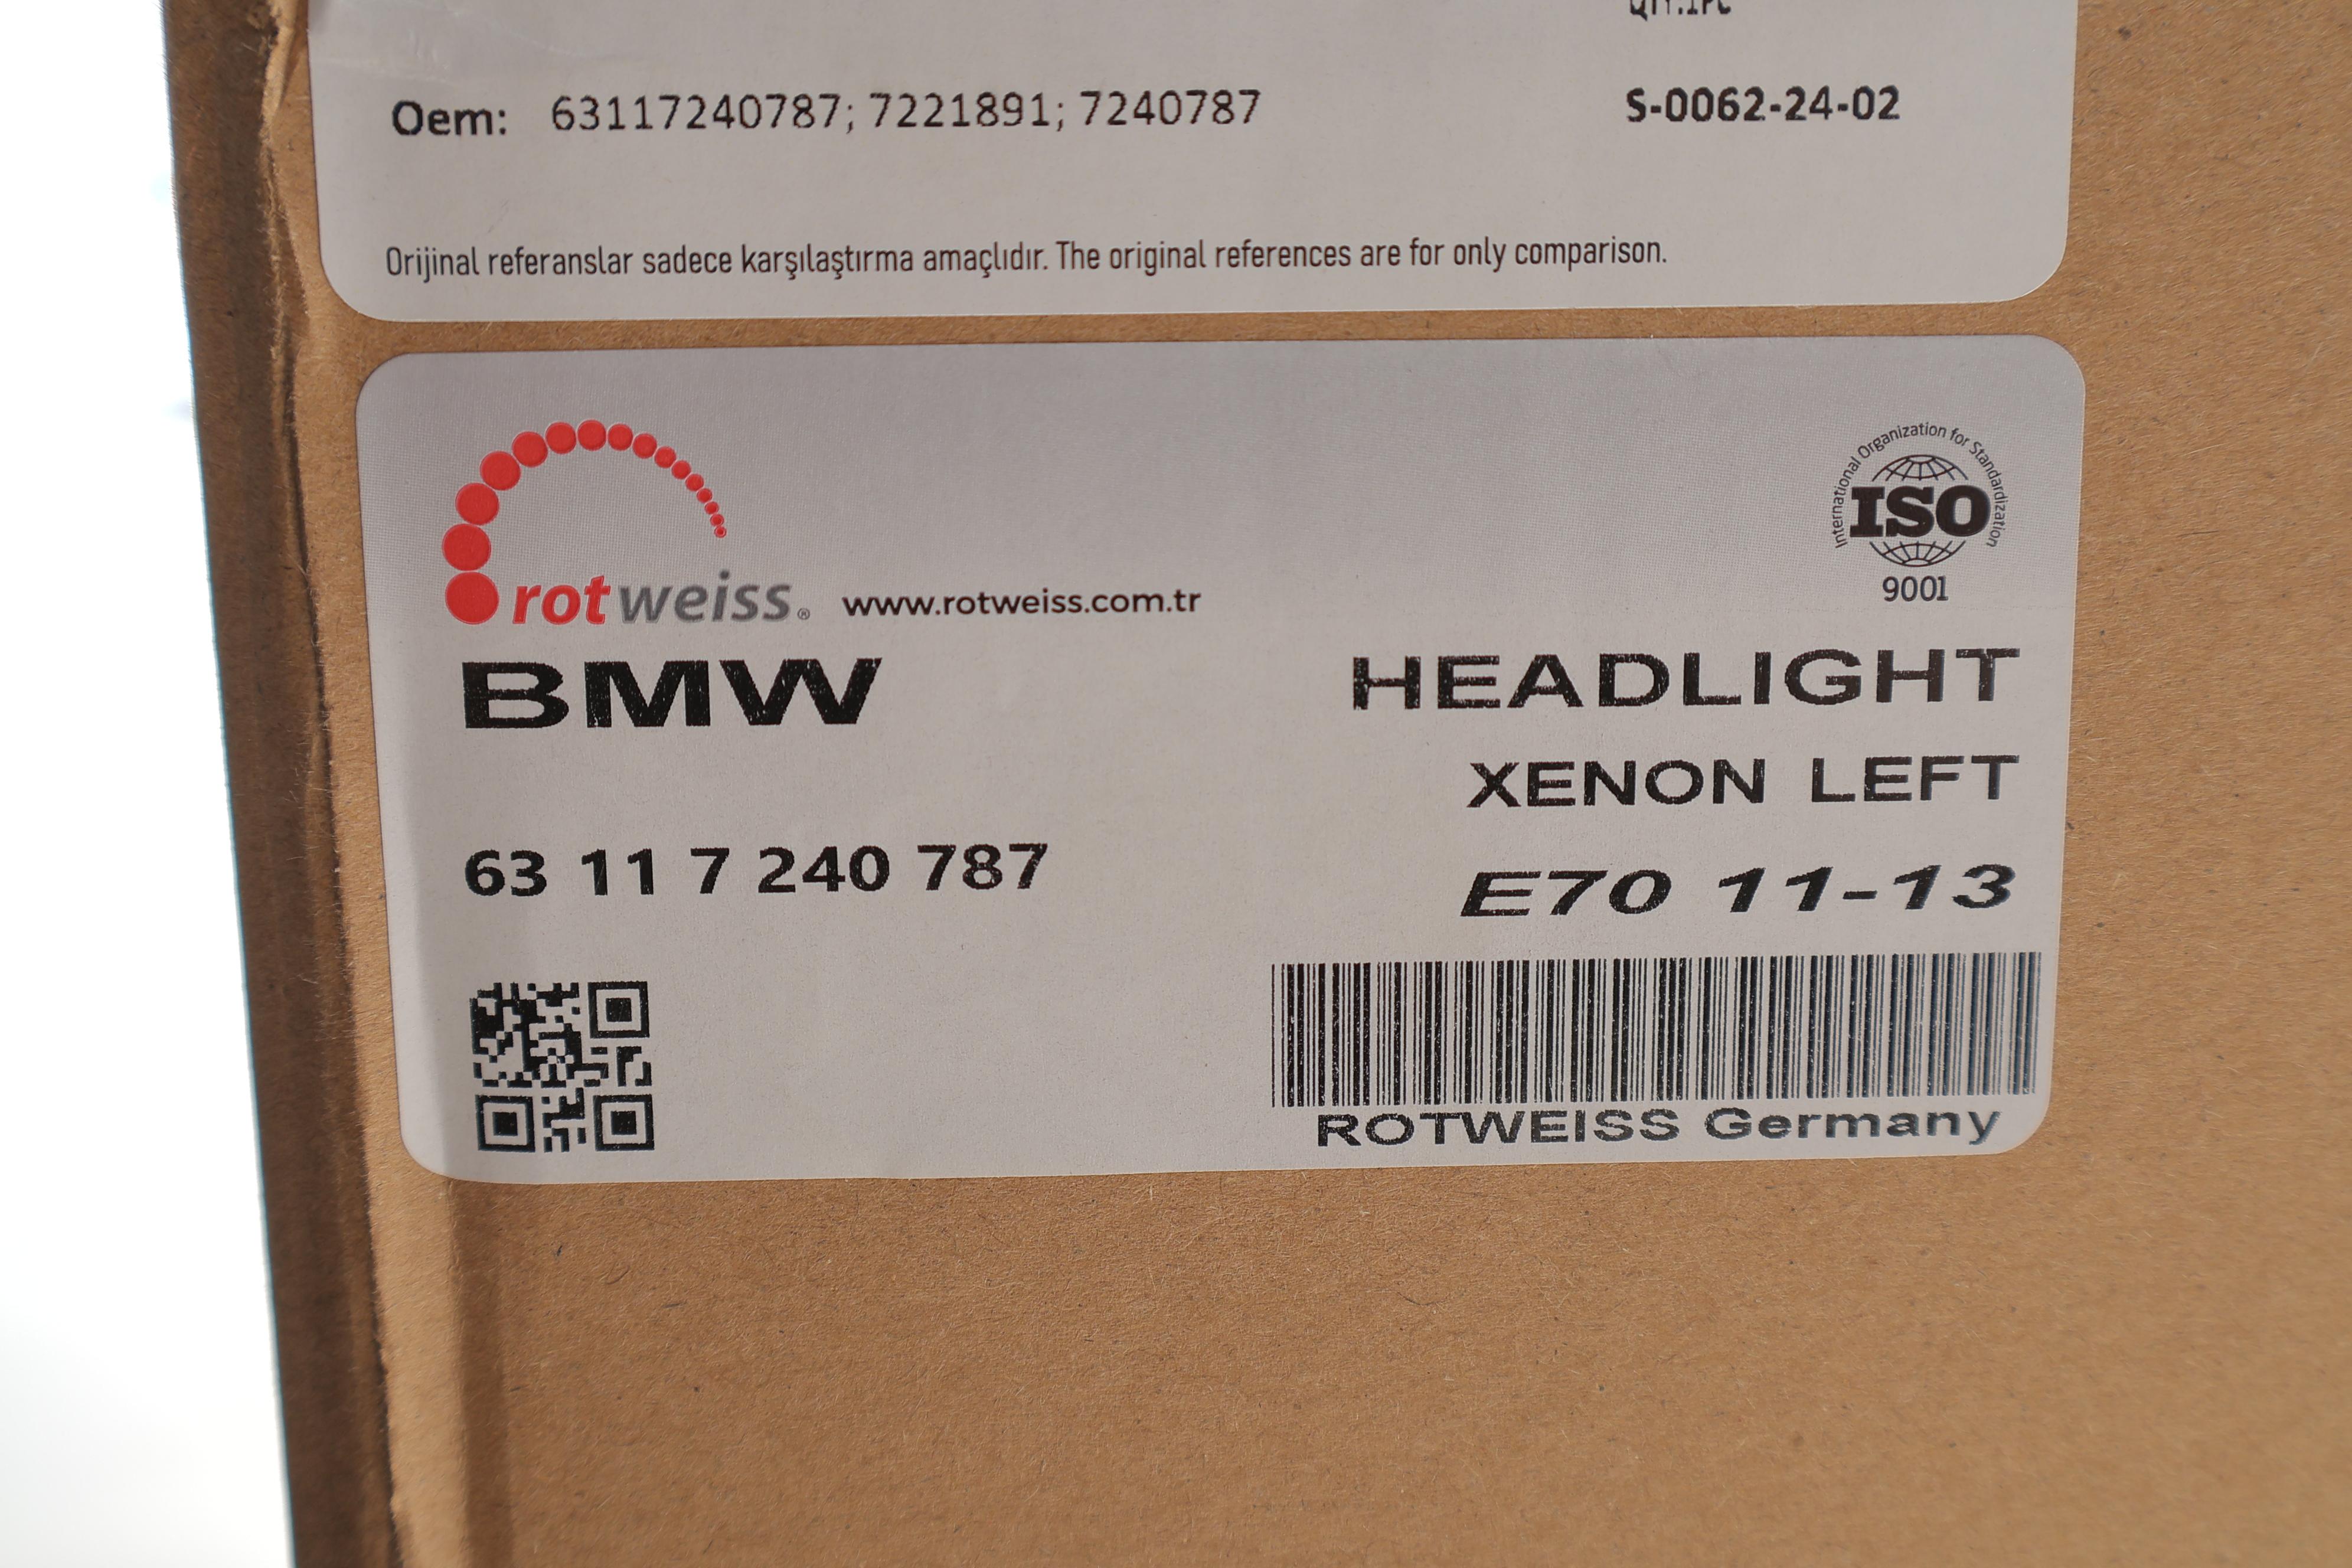 QTY.:1PC
Oem: 63117240787; 7221891; 7240787
S-0062-24-02
Orijinal referanslar sadece karşılaştırma amaçlıdır. The original references are for only comparison.
International Organization for Standardization
ISO
9001
rotweiss® www.rotweiss.com.tr
BMW
HEADLIGHT
XENON LEFT
63 11 7 240 787
E70 11-13
ROTWEISS Germany